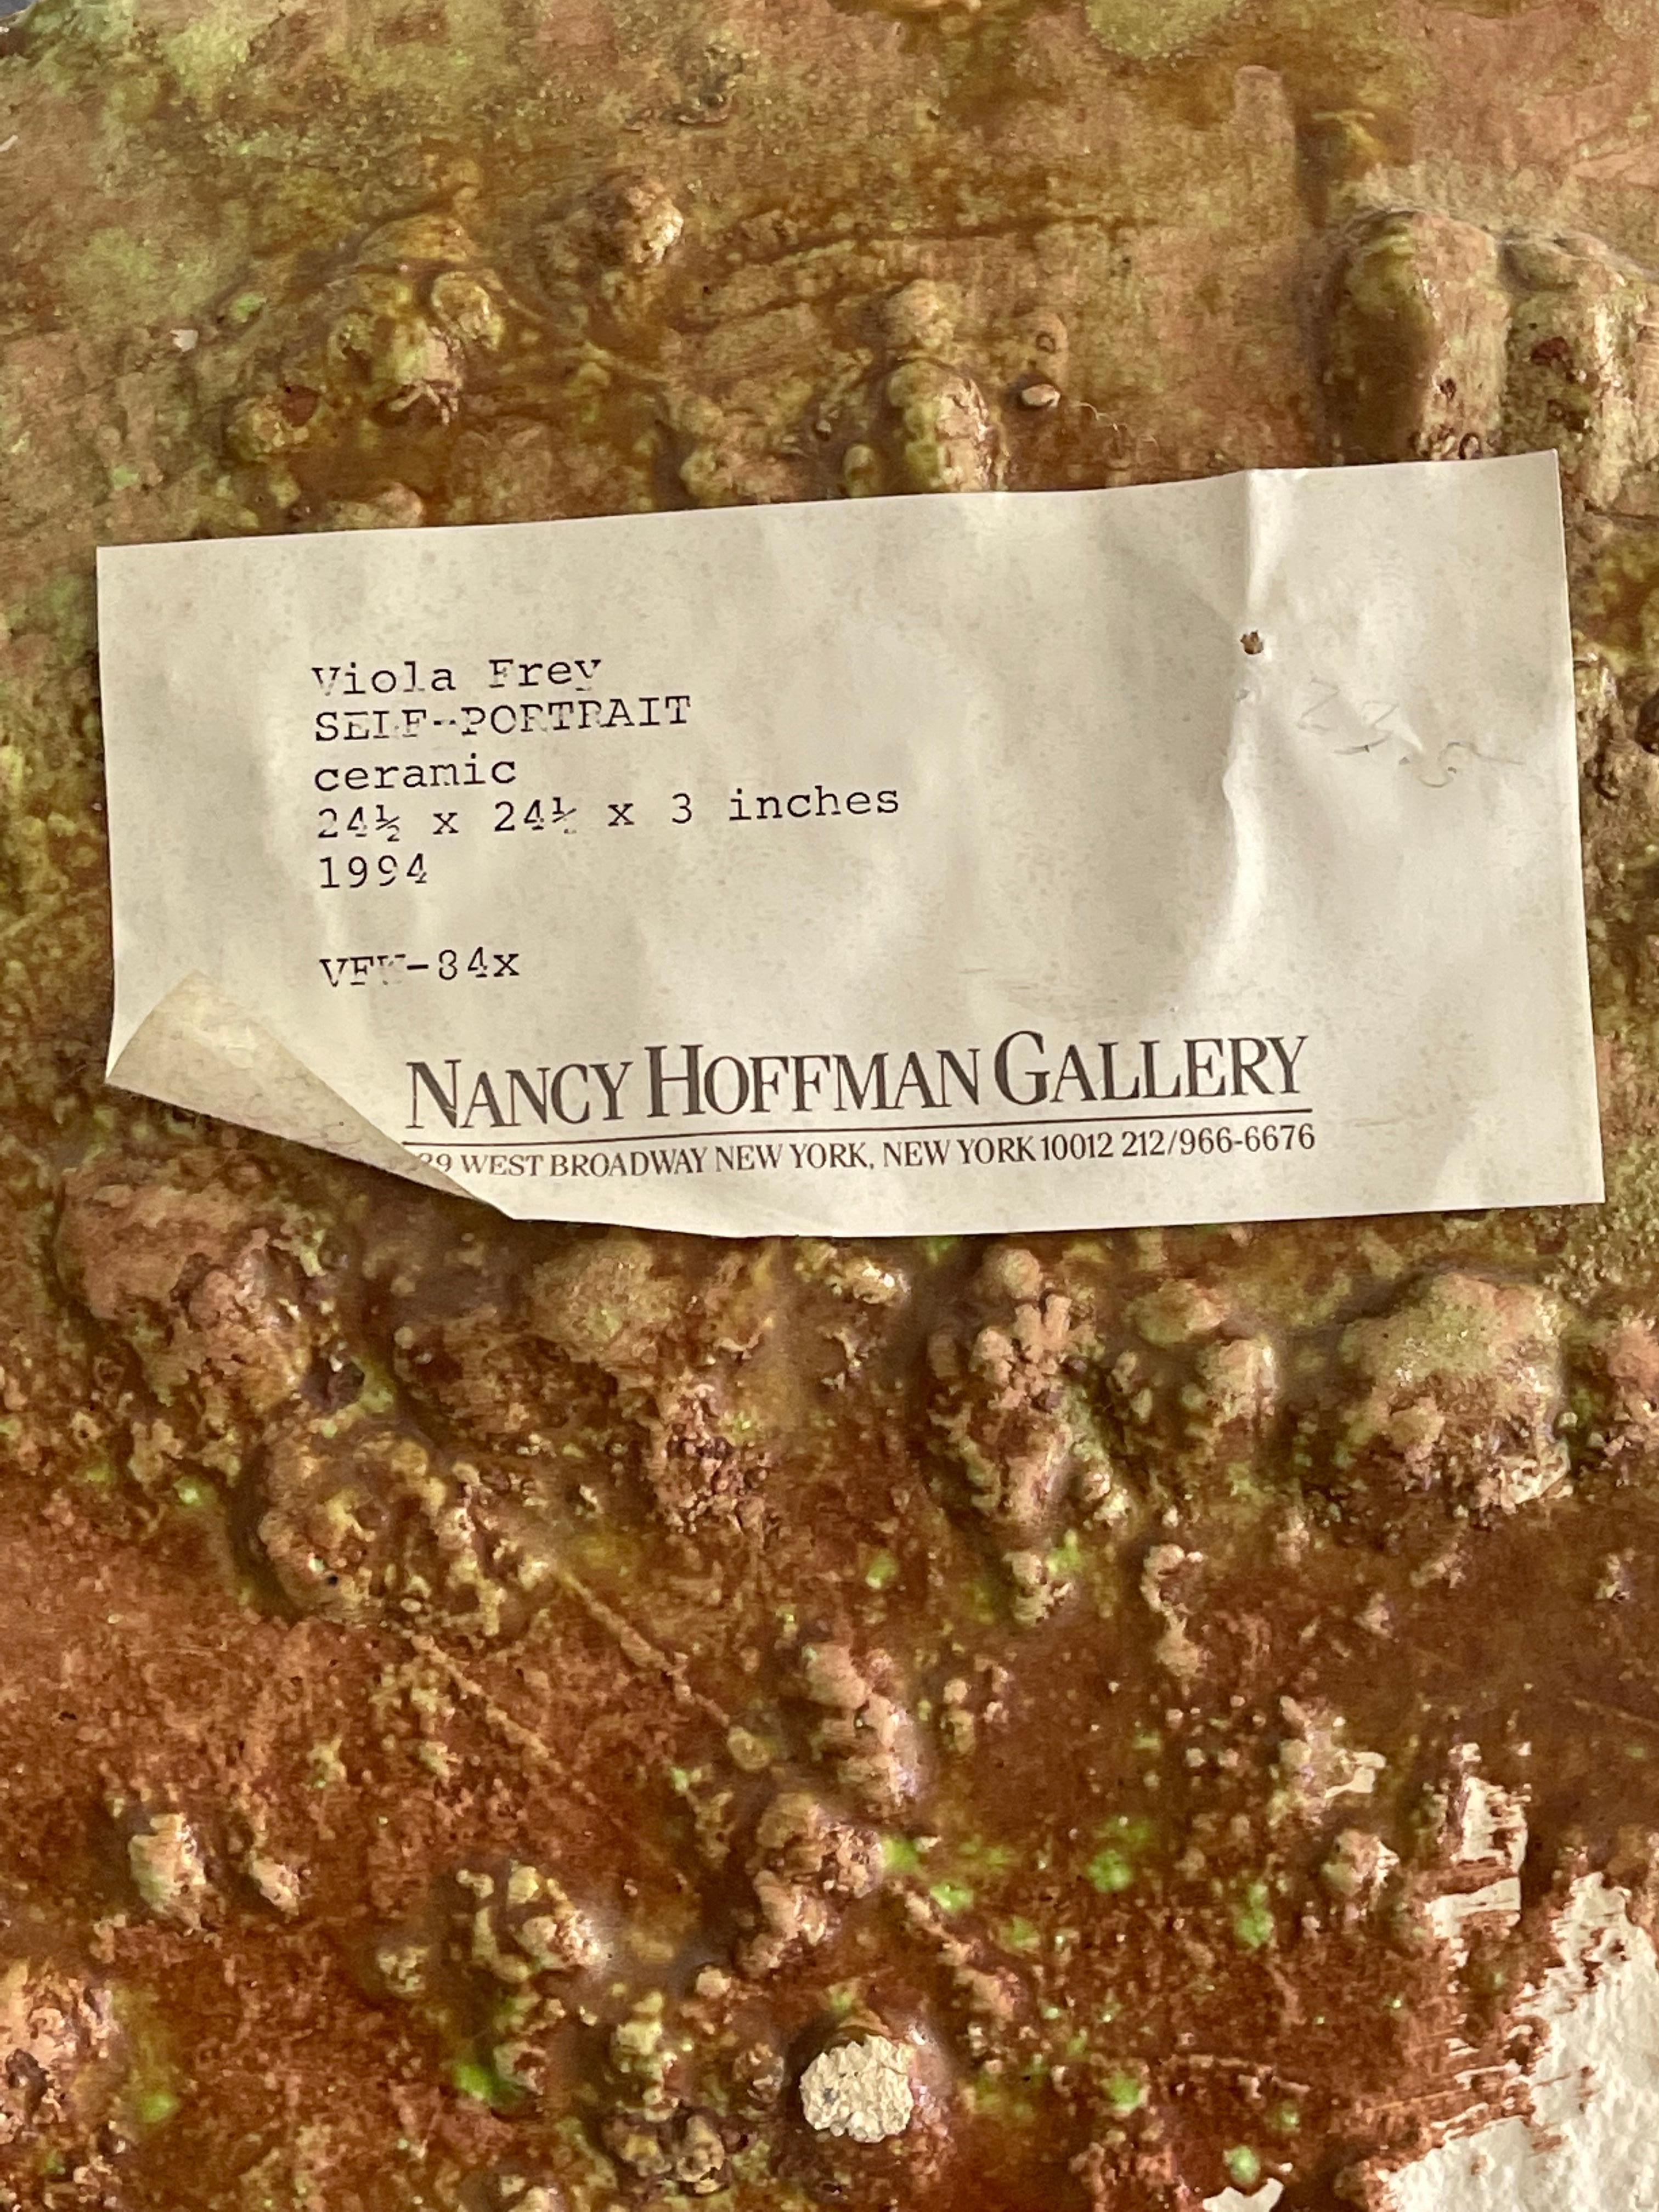 Viola Frey
SELF-PORTRAIT
ceramic
24½ x 24½ x 3 inches
1994
NANCY HOFFMAN GALLERY
WEST BROADWAY NEW YORK, NEW YORK 10012 212/966-6676